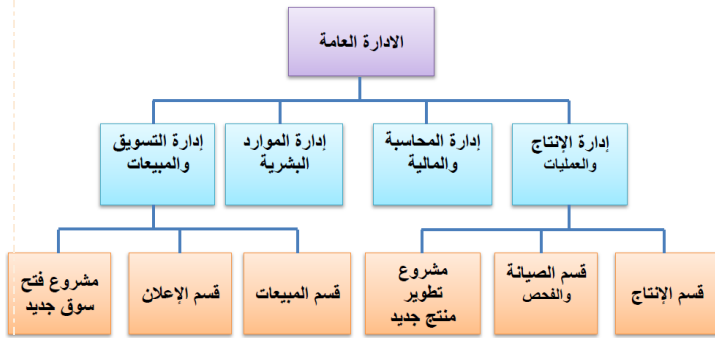 الادارة العامة
إدارة الإنتاج
والعمليات
إدارة المحاسبة
والمالية
إدارة الموارد
البشرية
إدارة التسويق
والمبيعات
قسم الإنتاج
قسم الصيانة
والفحص
مشروع
تطوير
منتج جديد
قسم المبيعات
قسم الإعلان
مشروع فتح
سوق جديد